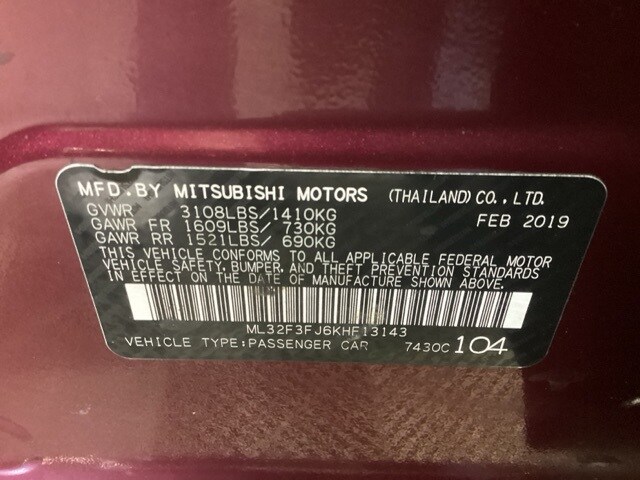 MFD.BY MITSUBISHI MOTORS (THAILAND) CO., LTD.
GVWR 3108LBS/1410KG FEB 2019
GAWR FR 1609LBS/ 730KG
GAWR RR 1521LBS/ 690KG
THIS VEHICLE CONFORMS TO ALL APPLICABLE FEDERAL MOTOR
VEHICLE SAFETY, BUMPER, AND THEFT PREVENTION STANDARDS
IN EFFECT ON THE DATE OF MANUFACTURE SHOWN ABOVE.
ML32F3FJ6KHF13143
VEHICLE TYPE:PASSENGER CAR 7430C 104